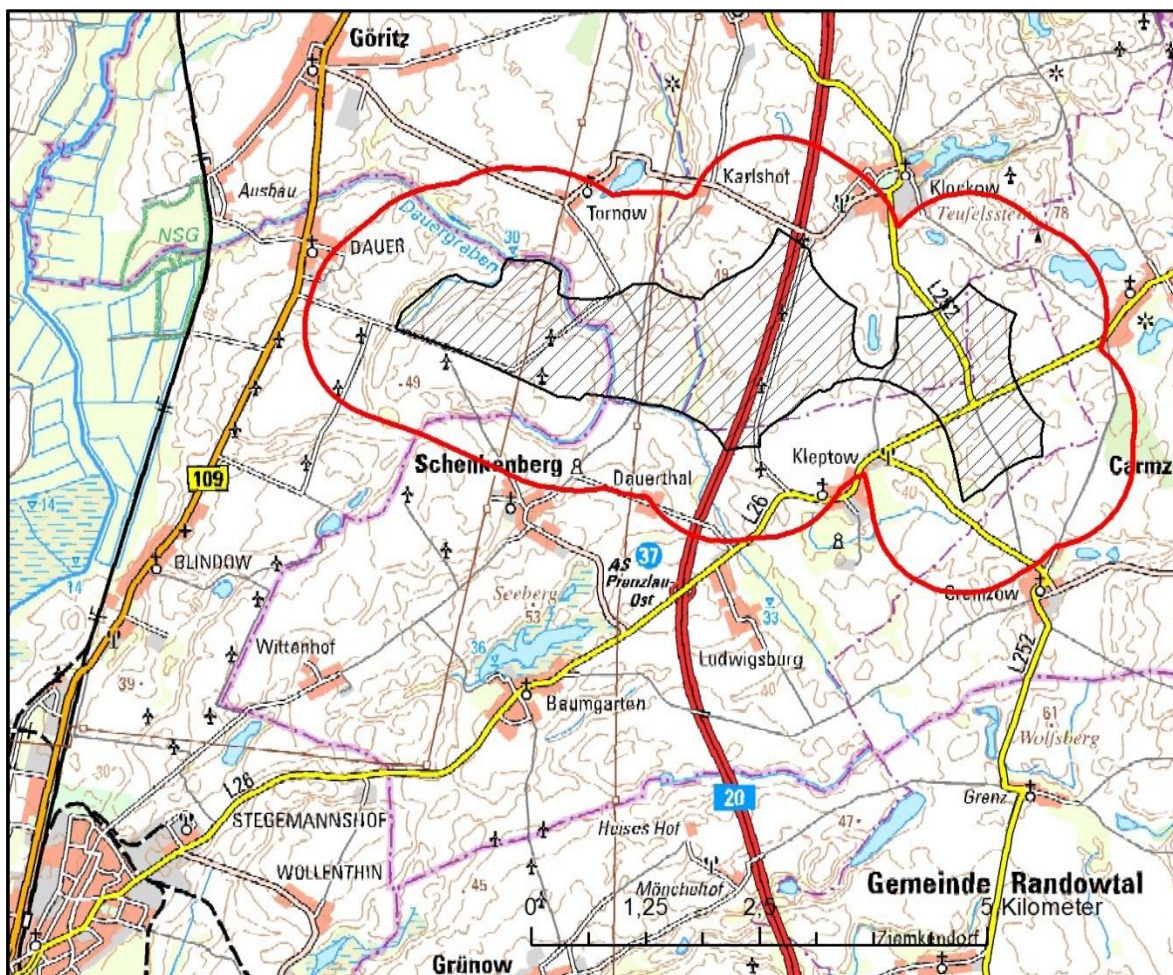 Göritz
50
Ausbau
NSG
DAUER
Dauergraben
30
Tornow
Karlshof
Klockow
78
49
L252
49
Schenkenberg
Dauerthal
Kleptow
40
Carmz
109
14
14
BLINDOW
L26
37
AS
Prenzlau-
Ost
Seeberg
53
33
Cremzow
Wittenhof
36
Ludwigsburg
40
L252
39
Baumgarten
61
Wolfsberg
30
L26
20
Grenz
STEGEMANNSHOF
Heises Hof
47
WOLLENTHIN
45
Mönchehof
Gemeinde Randowtal
0 1,25 2,5 5 Kilometer
Ziemkendorf
Grünow